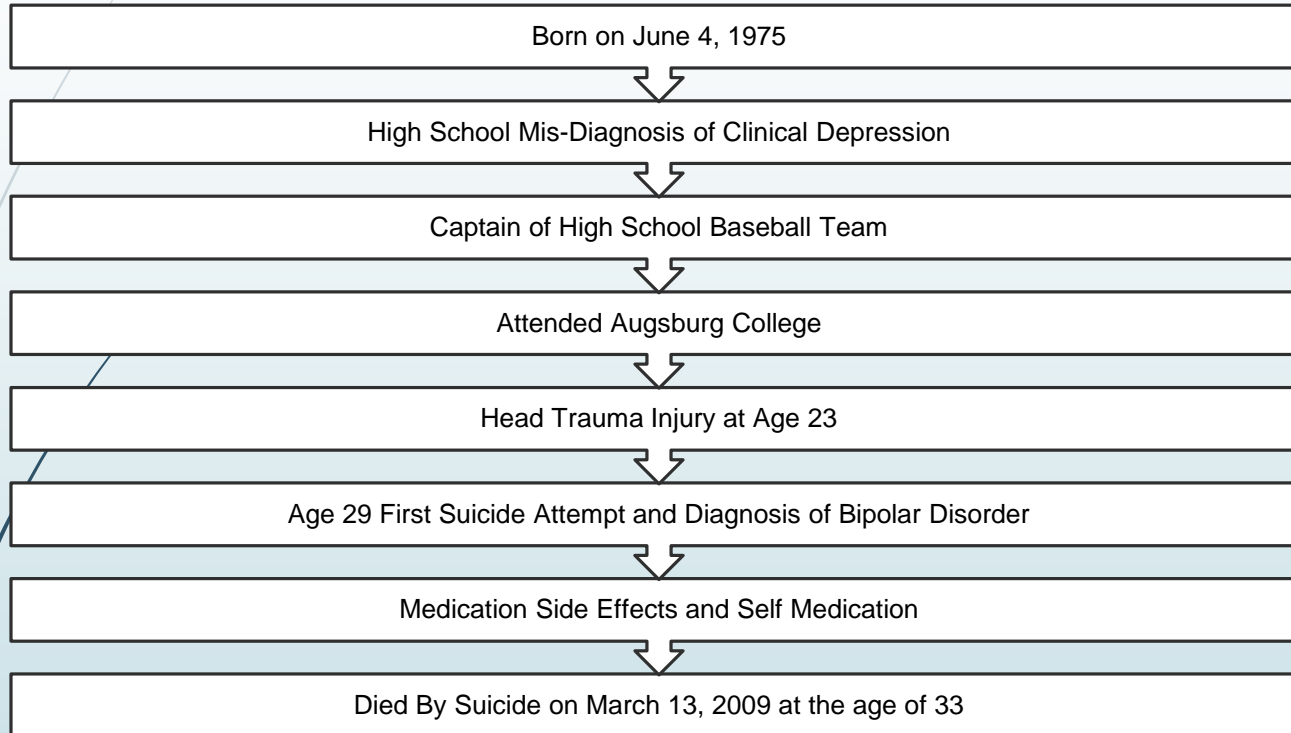 Born on June 4, 1975
High School Mis-Diagnosis of Clinical Depression
Captain of High School Baseball Team
Attended Augsburg College
Head Trauma Injury at Age 23
Age 29 First Suicide Attempt and Diagnosis of Bipolar Disorder
Medication Side Effects and Self Medication
Died By Suicide on March 13, 2009 at the age of 33